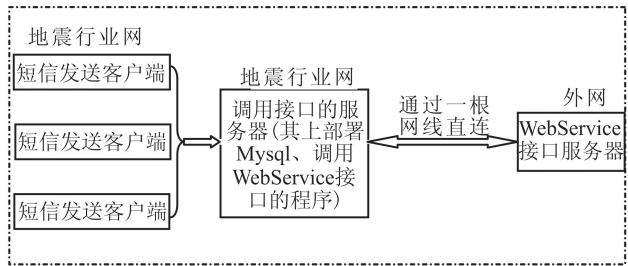 地震行业网
短信发送客户端
短信发送客户端
短信发送客户端
地震行业网
调用接口的服
务器(其上部署
Mysql、调用
WebService接
口的程序)
通过一根
网线直连
外网
WebService
接口服务器